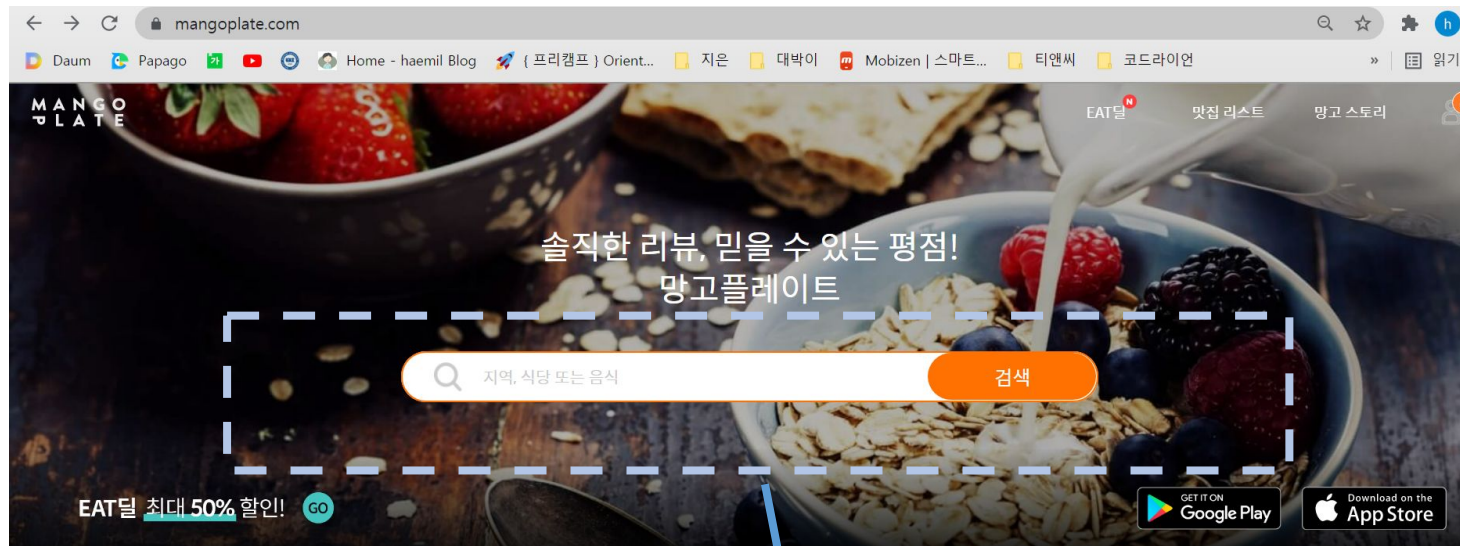 mangoplate.com
h
Daum Papago Home - haemil Blog { 프리캠프 } Orient... 지은 대박이 Mobizen | 스마트... 티앤씨 코드라이언 » 읽기
MANGO
PLATE
EAT딜 N 맛집 리스트 망고 스토리
솔직한 리뷰, 믿을 수 있는 평점!
망고플레이트
지역, 식당 또는 음식 검색
EAT딜 최대 50% 할인! GO
GET IT ON
Google Play
Download on the
App Store